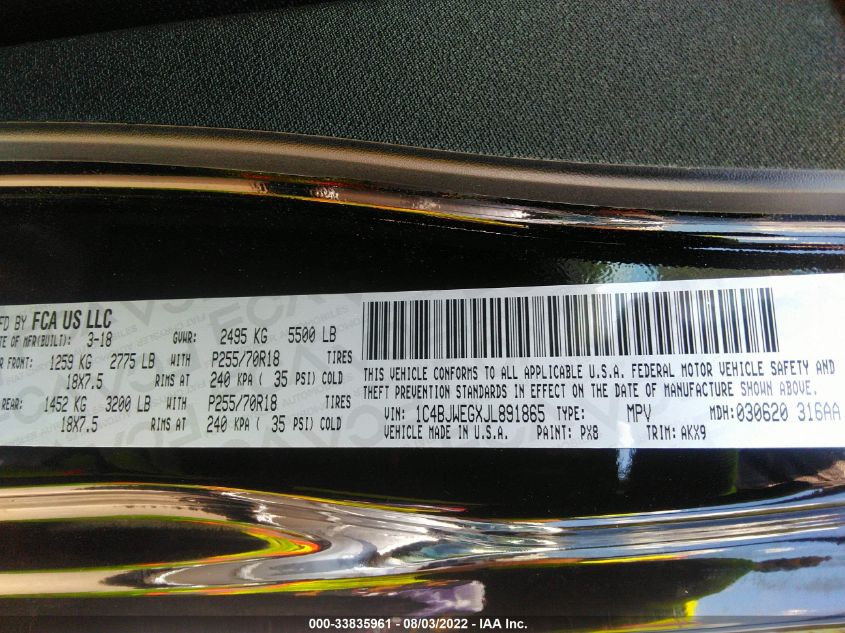 FD BY FCA US LLC
ATE OF MFR(BUILT): 3-18 GVWR: 2495 KG 5500 LB
R FRONT: 1259 KG 2775 LB WITH P255/70R18 TIRES
18X7.5 RIMS AT 240 KPA ( 35 PSI) COLD
REAR: 1452 KG 3200 LB WITH P255/70R18 TIRES
18X7.5 RIMS AT 240 KPA ( 35 PSI) COLD
THIS VEHICLE CONFORMS TO ALL APPLICABLE U.S.A. FEDERAL MOTOR VEHICLE SAFETY AND
THEFT PREVENTION STANDARDS IN EFFECT ON THE DATE OF MANUFACTURE SHOWN ABOVE.
VIN: 1C4BJWEGXJL891865 TYPE: MPV MDH:030620 316AA
VEHICLE MADE IN U.S.A. PAINT: PX8 TRIM: AKX9
000-33835961 - 08/03/2022 - IAA, Inc.